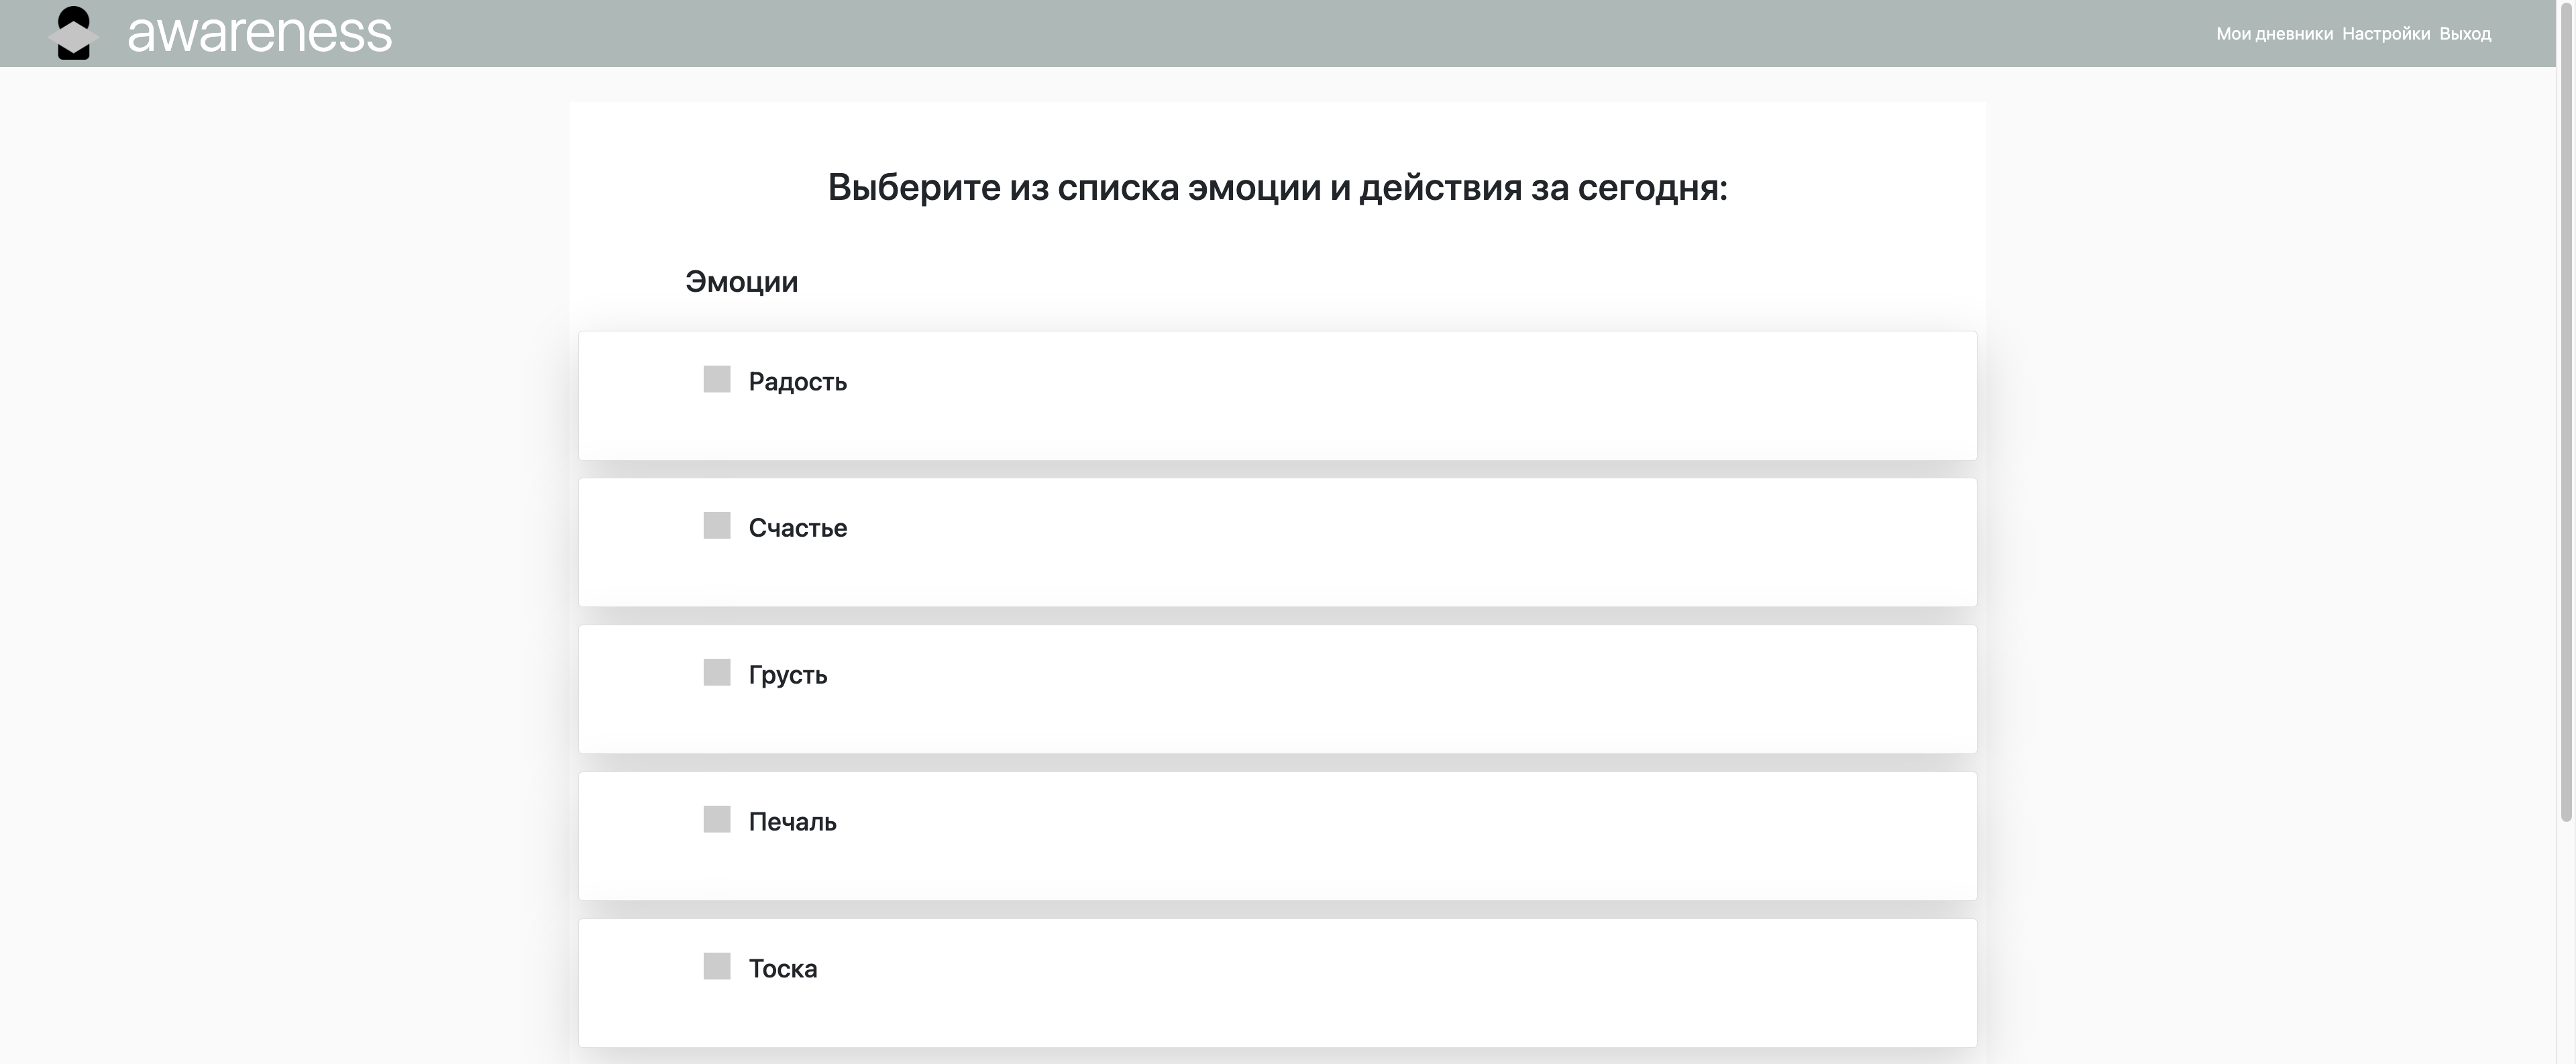 awareness
Мои дневники Настройки Выход
Выберите из списка эмоции и действия за сегодня:
Эмоции
Радость
Счастье
Грусть
Печаль
Тоска